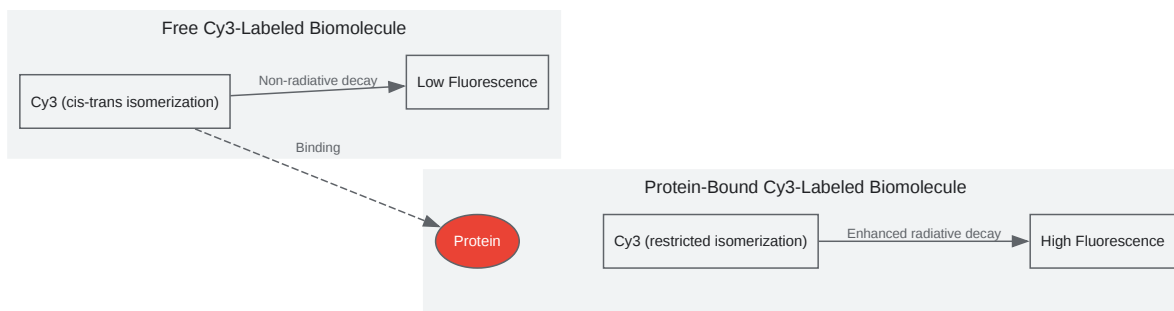 Free Cy3-Labeled Biomolecule
Cy3 (cis-trans isomerization)
Non-radiative decay
Low Fluorescence
Binding
Protein-Bound Cy3-Labeled Biomolecule
Protein
Cy3 (restricted isomerization)
Enhanced radiative decay
High Fluorescence